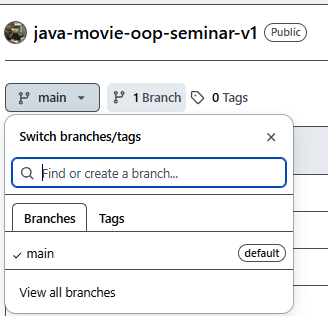 java-movie-oop-seminar-v1 Public
main 1 Branch 0 Tags
Switch branches/tags
Find or create a branch...
Branches Tags
main default
View all branches